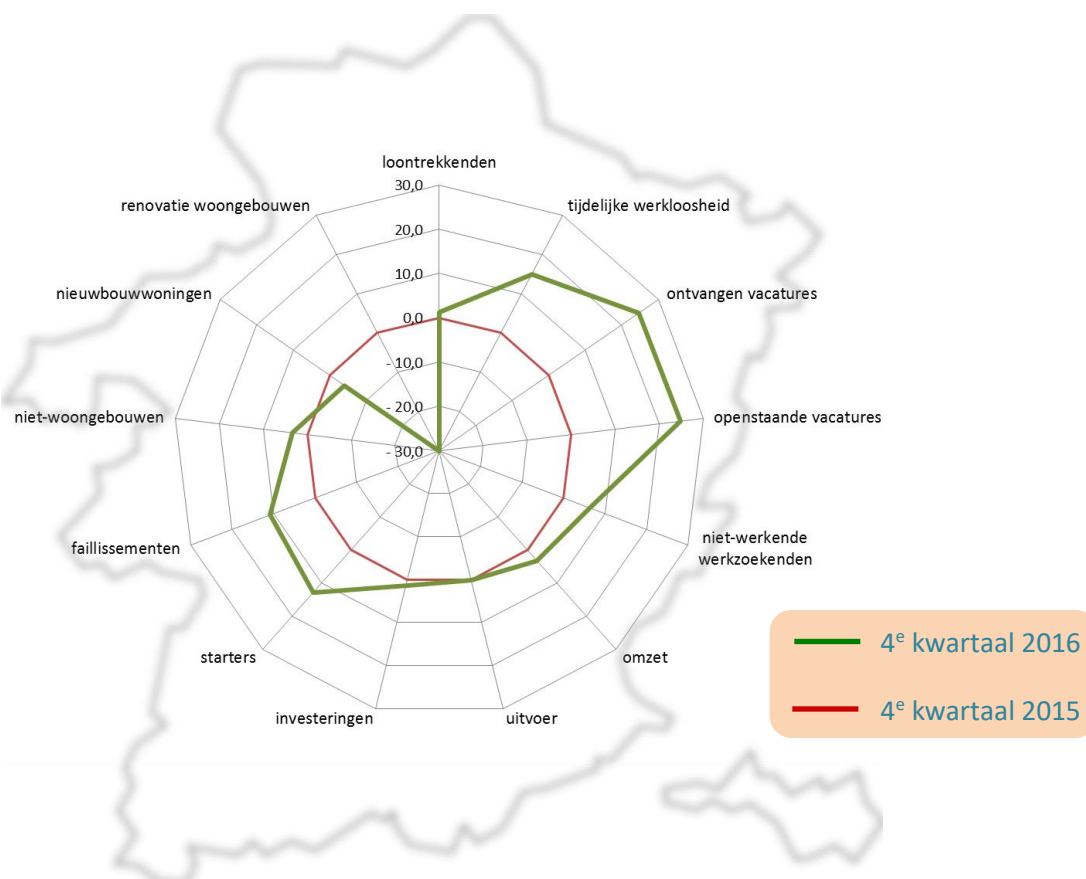 loontrekkenden
30,0
renovatie woongebouwen
tijdelijke werkloosheid
20,0
10,0
nieuwbouwwoningen
ontvangen vacatures
0,0
- 10,0
niet-woongebouwen
openstaande vacatures
- 20,0
- 30,0
faillissementen
niet-werkende
werkzoekenden
starters
omzet
investeringen
uitvoer
4e kwartaal 2016
4e kwartaal 2015